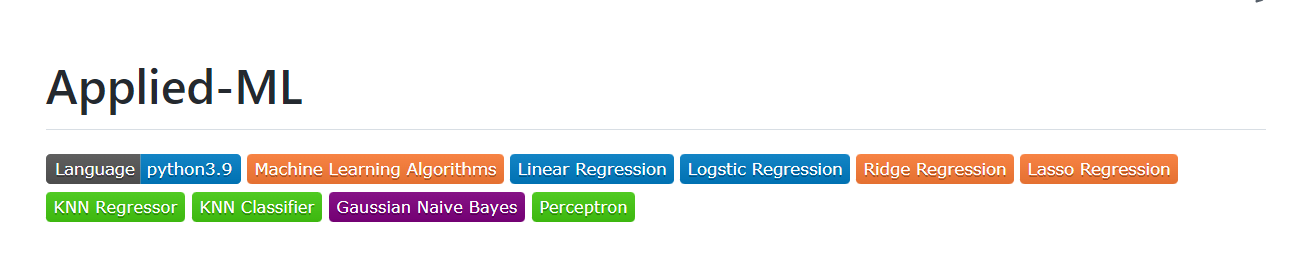 Applied-ML
Language python3.9 Machine Learning Algorithms Linear Regression Logstic Regression Ridge Regression Lasso Regression
KNN Regressor KNN Classifier Gaussian Naive Bayes Perceptron